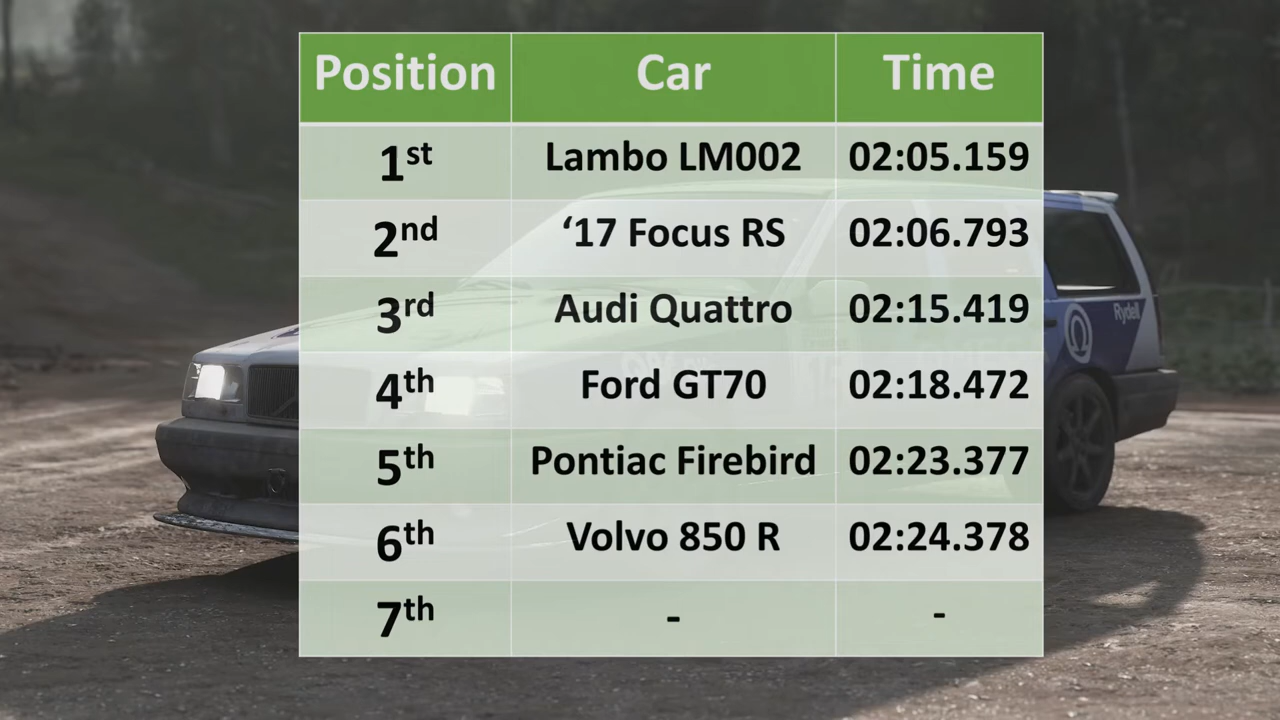 Position Car Time
1st Lambo LM002 02:05.159
2nd ‘17 Focus RS 02:06.793
3rd Audi Quattro 02:15.419
4th Ford GT70 02:18.472
5th Pontiac Firebird 02:23.377
6th Volvo 850 R 02:24.378
7th - -
Rydell